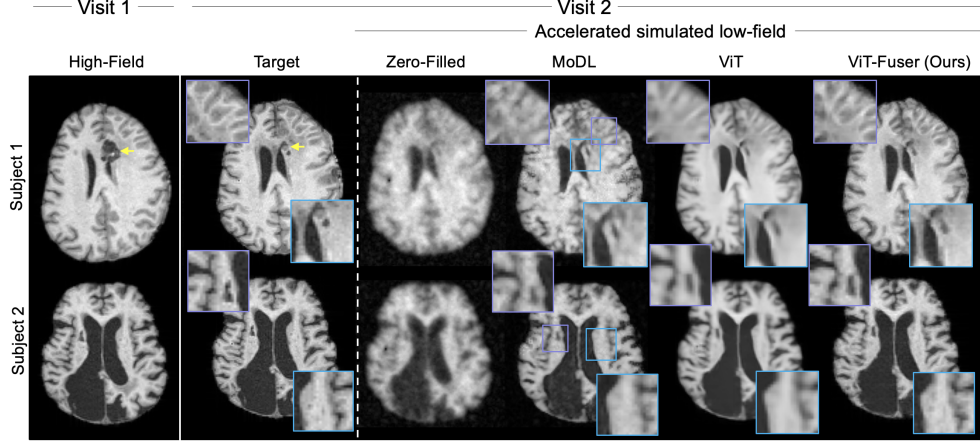 Visit 1
Visit 2
Accelerated simulated low-field
High-Field
Target
Zero-Filled
MoDL
ViT
ViT-Fuser (Ours)
Subject 1
Subject 2